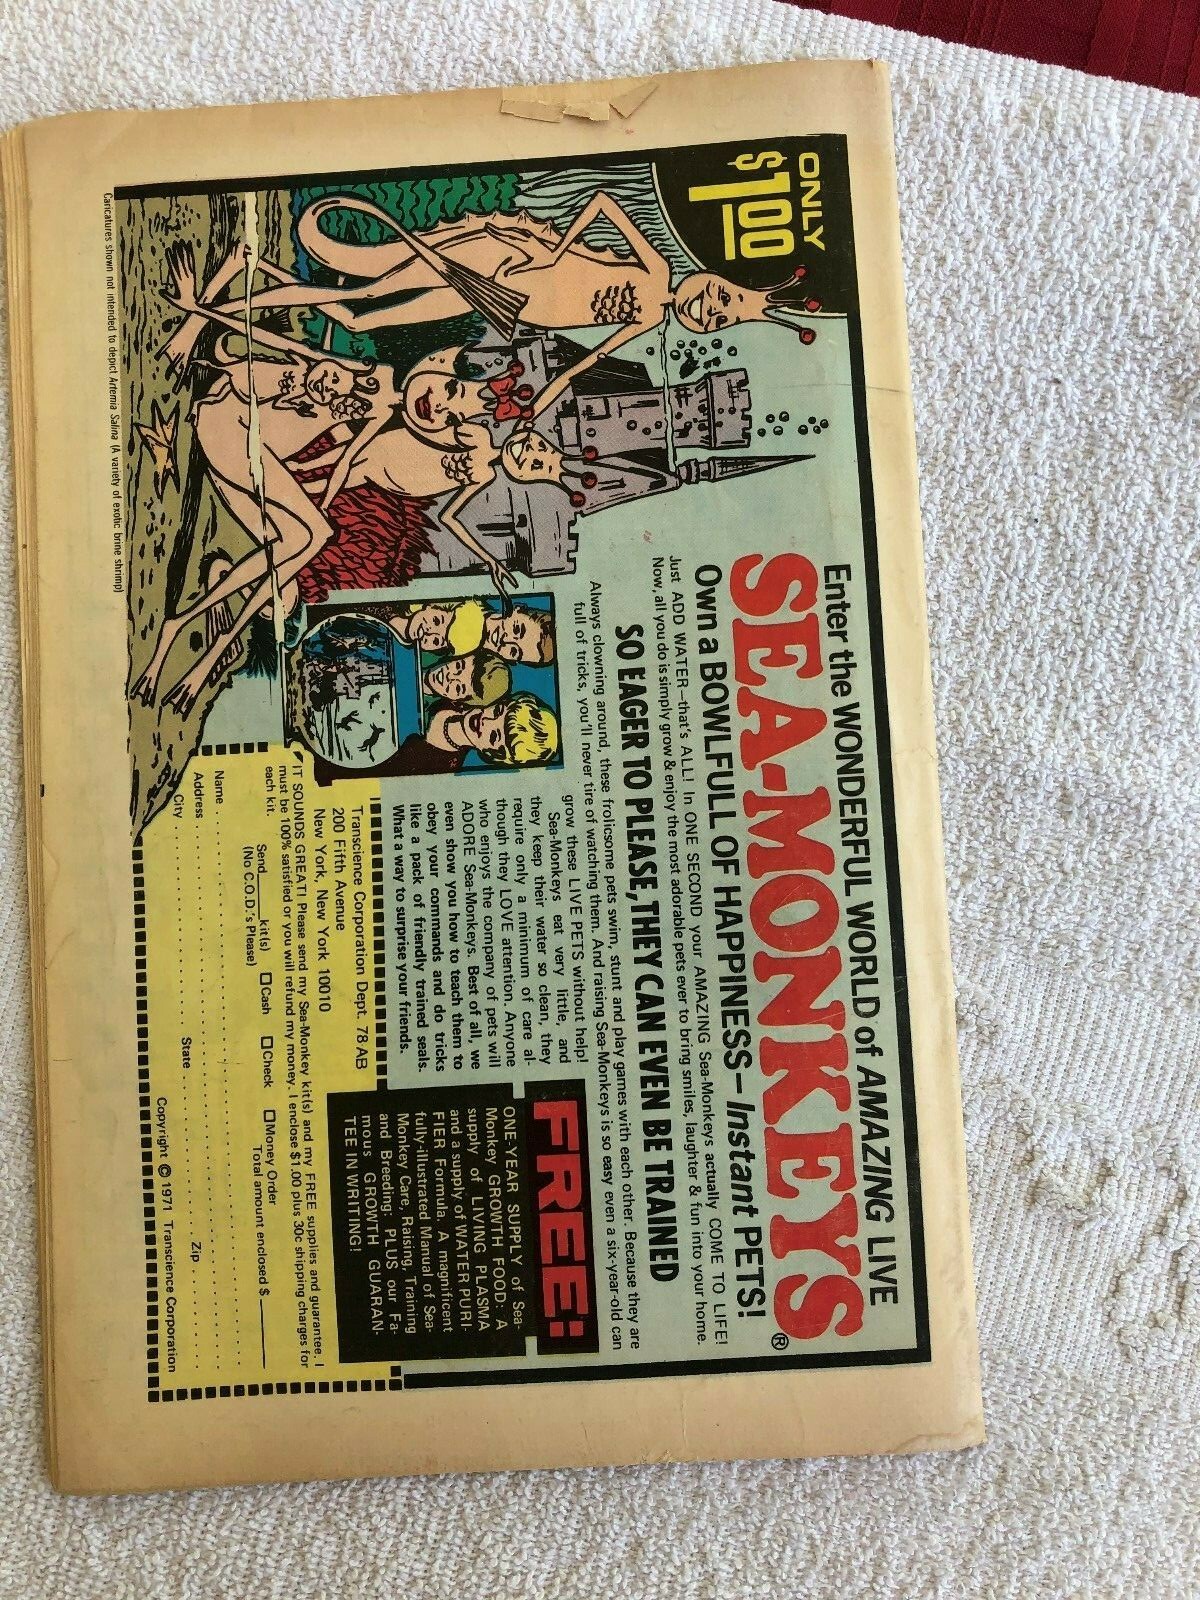 ONLY
$1.00
Enter the WONDERFUL WORLD of AMAZING LIVE
SEA-MONKEYS®
Own a BOWLFULL OF HAPPINESS—Instant PETS!
Just ADD WATER—that's ALL! In ONE SECOND your AMAZING Sea-Monkeys actually COME TO LIFE!
Now, all you do is simply grow & enjoy the most adorable pets ever to bring smiles, laughter & fun into your home.
SO EAGER TO PLEASE, THEY CAN EVEN BE TRAINED
Always clowning around, these frolicsome pets swim, stunt and play games with each other. Because they are
full of tricks, you'll never tire of watching them. And raising Sea-Monkeys is so easy even a six-year-old can
grow these LIVE PETS without help!
Sea-Monkeys eat very little, and
they keep their water so clean, they
require only a minimum of care al-
though they LOVE attention. Anyone
who enjoys the company of pets will
ADORE Sea-Monkeys. Best of all, we
even show you how to teach them to
obey your commands and do tricks
like a pack of friendly trained seals.
What a way to surprise your friends.
FREE:
ONE-YEAR SUPPLY of Sea-
Monkey GROWTH FOOD: A
supply of LIVING PLASMA
and a supply of WATER PURI-
FIER Formula. A magnificent
fully-illustrated Manual of Sea-
Monkey Care, Raising, Training
and Breeding: PLUS our Fa-
mous GROWTH GUARAN-
TEE IN WRITING!
Transcience Corporation Dept. 78 AB
200 Fifth Avenue
New York, New York 10010
IT SOUNDS GREAT! Please send my Sea-Monkey kit(s) and my FREE supplies and guarantee. I
must be 100% satisfied or you will refund my money. I enclose $1.00 plus 30c shipping charges for
each kit.
Send____kit(s) □Cash □Check □Money Order
(No C.O.D.'s Please) Total amount enclosed $ ____
Name
Address
City State Zip
Copyright © 1971 Transcience Corporation
Caricatures shown not intended to depict Artemia Salina (A variety of exotic brine shrimp)